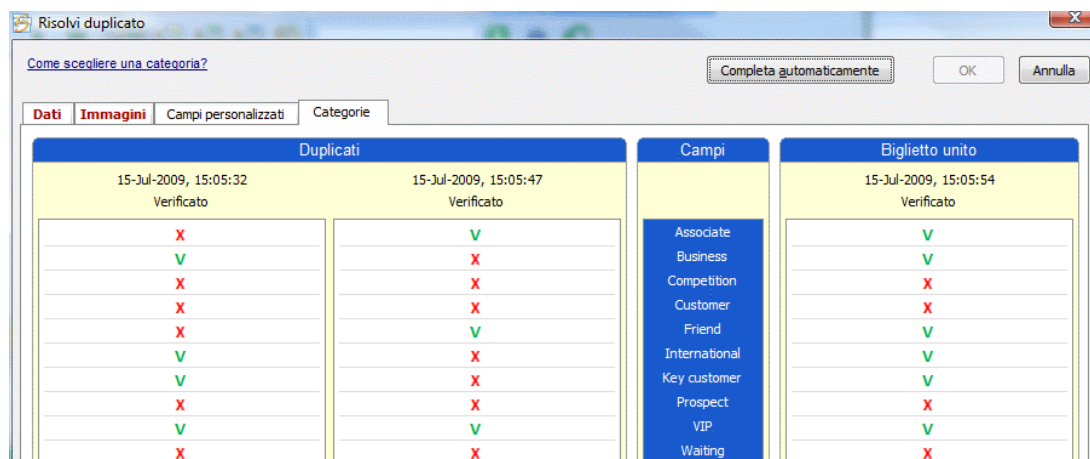 Risolvi duplicato
X
Come scegliere una categoria?
Completa automaticamente OK Annulla
Dati Immagini Campi personalizzati Categorie
Duplicati Campi Biglietto unito
15-Jul-2009, 15:05:32 15-Jul-2009, 15:05:47 15-Jul-2009, 15:05:54
Verificato Verificato Verificato
X V Associate V
V X Business V
X X Competition X
X X Customer X
X V Friend V
V X International V
V X Key customer V
X X Prospect X
V V VIP V
X X Waiting X